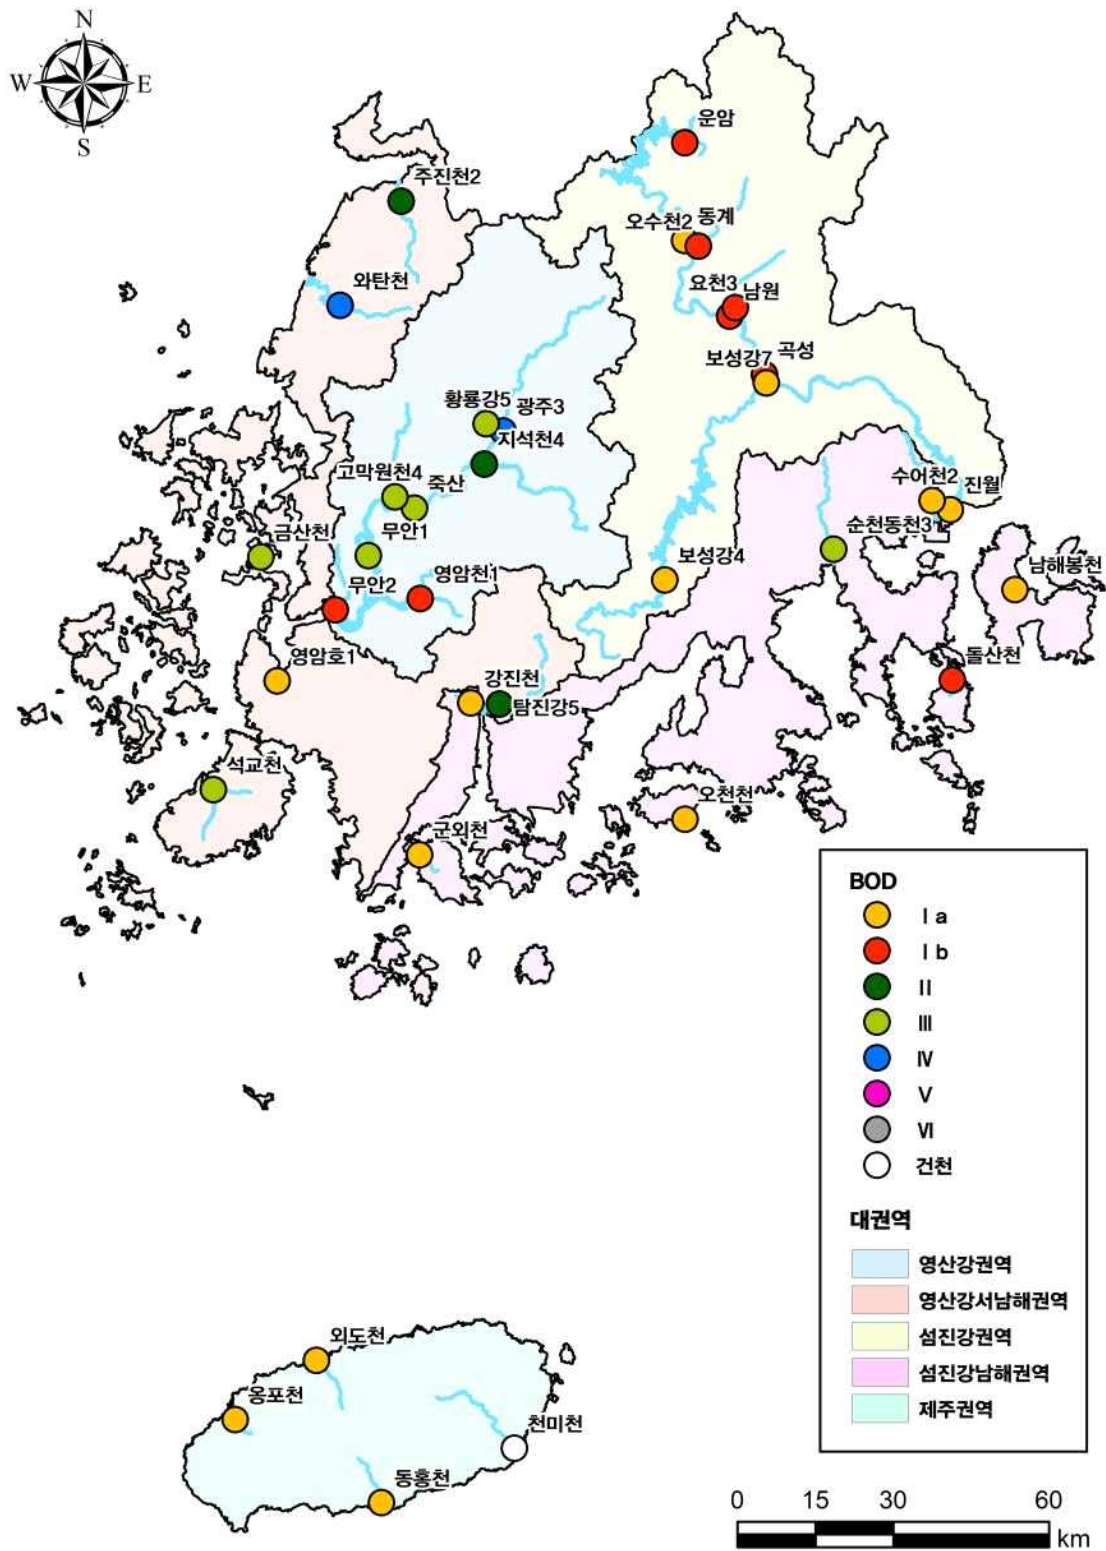 N
W
E
S
운암
주진천2
오수천2
동계
와탄천
요천3
남원
보성강7
곡성
황룡강5
광주3
지석천4
고막원천4
죽산
수어천2
진월
무안1
순천동천3
금산천
보성강4
남해봉천
무안2
영암천1
영암호1
돌산천
강진천
탐진강5
석교천
오천천
군외천
BOD
Ⅰa
Ⅰb
Ⅱ
Ⅲ
Ⅳ
Ⅴ
Ⅵ
건천
대권역
영산강권역
영산강서남해권역
섬진강권역
섬진강남해권역
제주권역
외도천
옹포천
천미천
동홍천
0 15 30 60
km